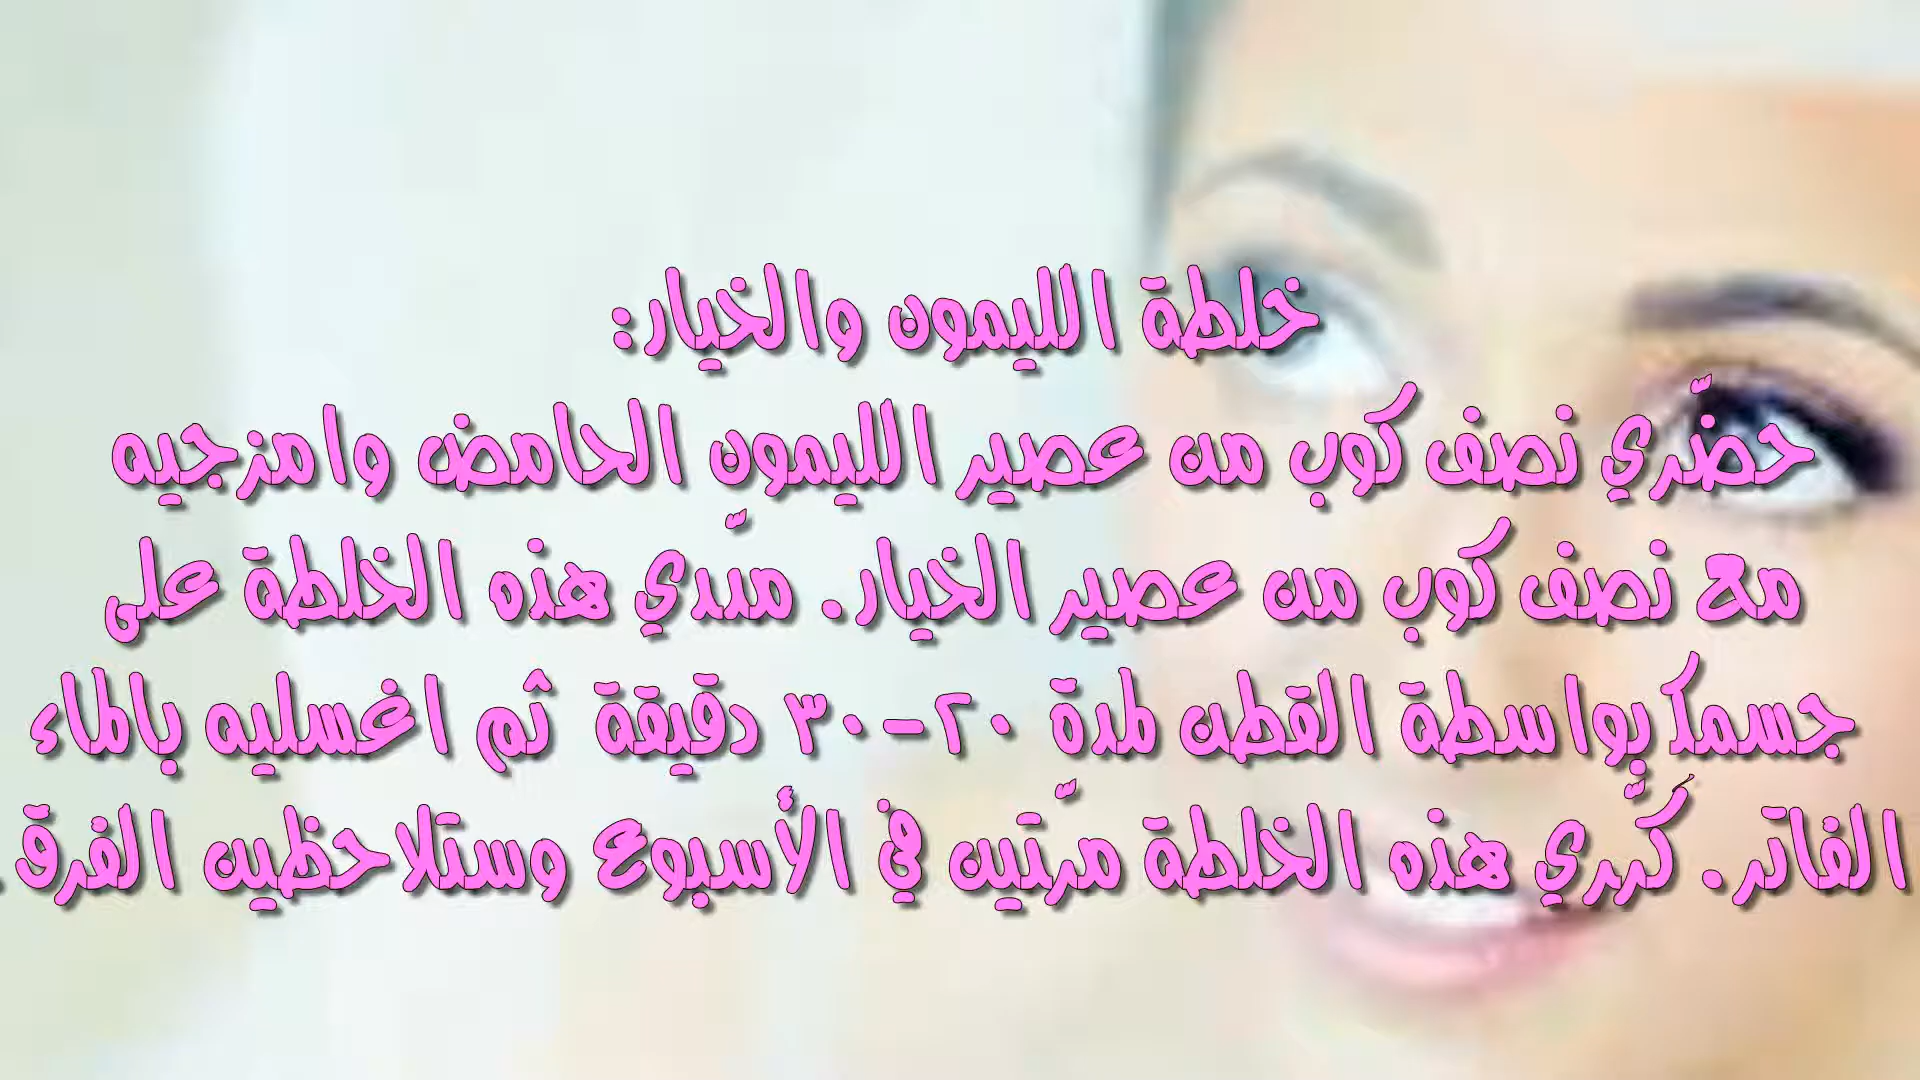 خلطة الليمون والخيار:
حضّري نصف كوب من عصير الليمون الحامض وامزجيه
مع نصف كوب من عصير الخيار. مدّدي هذه الخلطة على
جسمك بواسطة القطن لمدة ٢٠-٣٠ دقيقة ثم اغسليه بالماء
الفاتر. كرّري هذه الخلطة مرّتين في الأسبوع وستلاحظين الفرق.